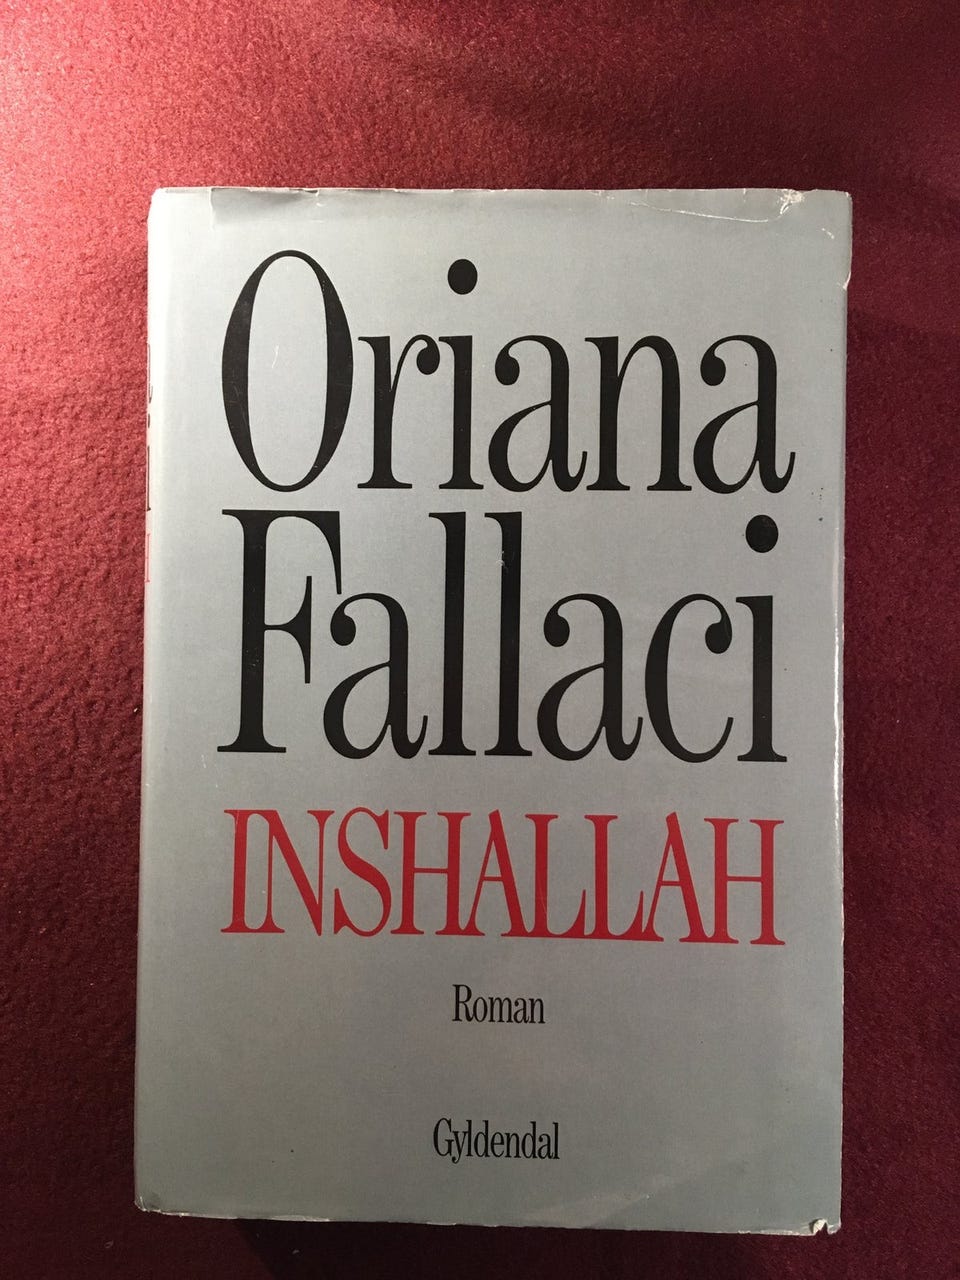 Oriana
Fallaci
INSHALLAH
Roman
Gyldendal